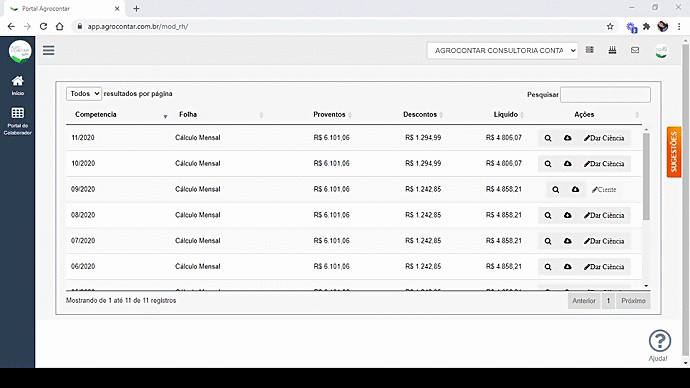 Portal Agrocontar
app.agrocontar.com.br/mod_rh/
AGROCONTAR CONSULTORIA CONTA
Início
Portal do
Colaborador
Todos resultados por página
Pesquisar
Competencia Folha Proventos Descontos Líquido Ações
11/2020 Cálculo Mensal R$ 6.101,06 R$ 1.294,99 R$ 4.806,07 Dar Ciência
10/2020 Cálculo Mensal R$ 6.101,06 R$ 1.294,99 R$ 4.806,07 Dar Ciência
09/2020 Cálculo Mensal R$ 6.101,06 R$ 1.242,85 R$ 4.858,21 Ciente
08/2020 Cálculo Mensal R$ 6.101,06 R$ 1.242,85 R$ 4.858,21 Dar Ciência
07/2020 Cálculo Mensal R$ 6.101,06 R$ 1.242,85 R$ 4.858,21 Dar Ciência
06/2020 Cálculo Mensal R$ 6.101,06 R$ 1.242,85 R$ 4.858,21 Dar Ciência
Mostrando de 1 até 11 de 11 registros
Anterior 1 Próximo
SUGESTÕES
Ajuda!